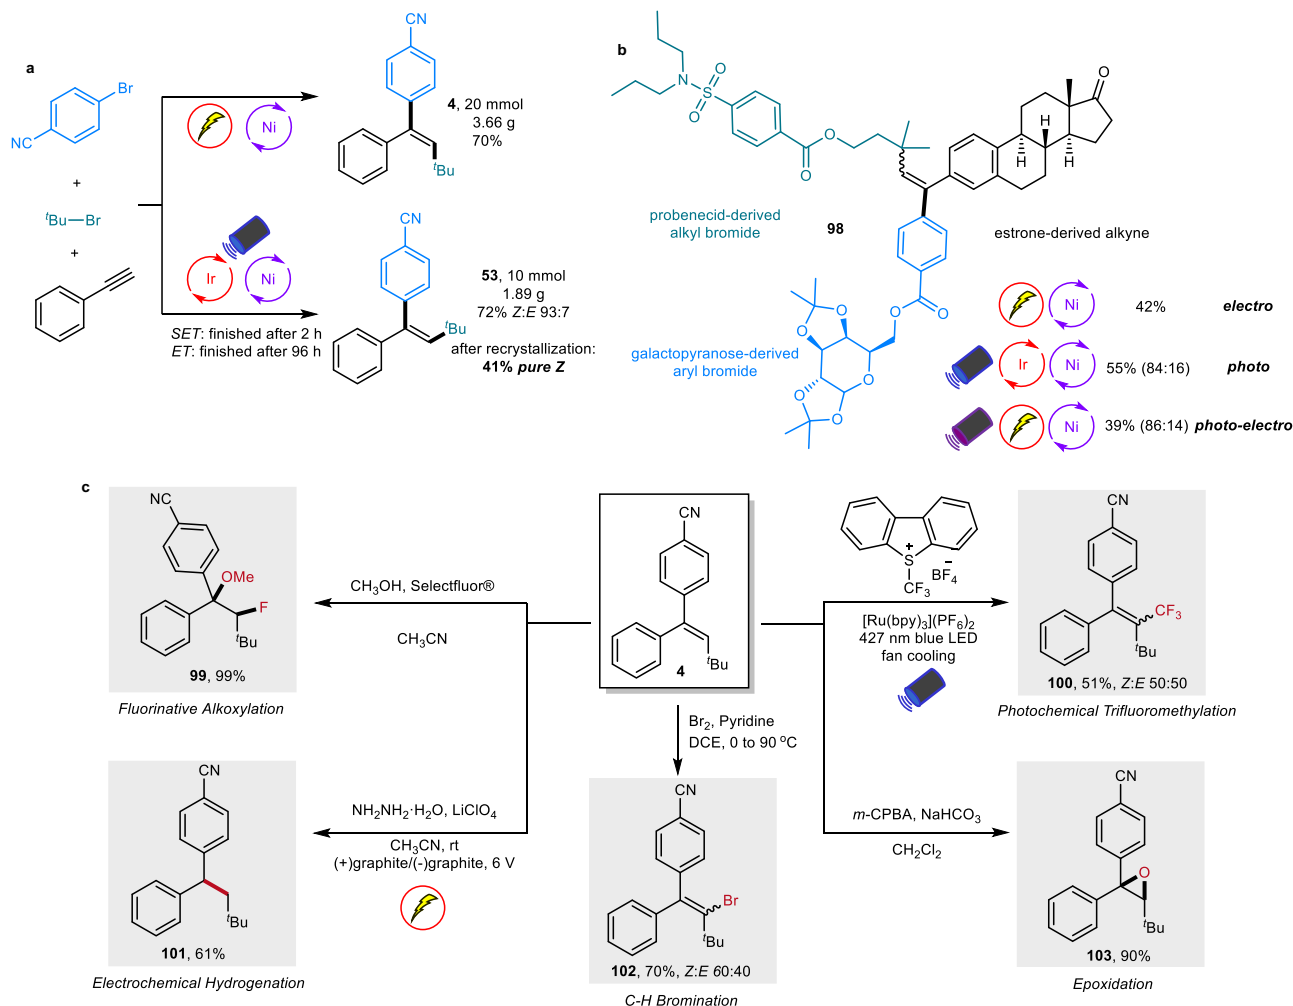 a
CN
Br
NC
+
ᵗBu—Br
+
Ni
ᵗBu
4, 20 mmol
3.66 g
70%
Ir
Ni
SET: finished after 2 h
ET: finished after 96 h
CN
ᵗBu
53, 10 mmol
1.89 g
72% Z:E 93:7
after recrystallization:
41% pure Z
b
N
S
O
O
O
O
O
H
H
H
probenecid-derived
alkyl bromide
98
estrone-derived alkyne
galactopyranose-derived
aryl bromide
O
O
O
O
O
O
O
Ni
42%
electro
Ir
Ni
55% (84:16)
photo
Ni
39% (86:14)
photo-electro
c
NC
OMe
F
ᵗBu
99, 99%
Fluorinative Alkoxylation
CH₃OH, Selectfluor®
CH₃CN
CN
ᵗBu
4
S
+
CF₃
−
BF₄
[Ru(bpy)₃](PF₆)₂
427 nm blue LED
fan cooling
CN
CF₃
ᵗBu
100, 51%, Z:E 50:50
Photochemical Trifluoromethylation
CN
ᵗBu
101, 61%
Electrochemical Hydrogenation
NH₂NH₂·H₂O, LiClO₄
CH₃CN, rt
(+)graphite/(-)graphite, 6 V
Br₂, Pyridine
DCE, 0 to 90 ᵒC
CN
Br
ᵗBu
102, 70%, Z:E 60:40
C-H Bromination
m-CPBA, NaHCO₃
CH₂Cl₂
CN
O
ᵗBu
103, 90%
Epoxidation